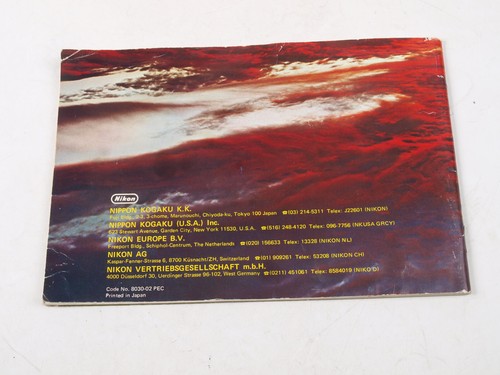 Nikon
NIPPON KOGAKU K.K.
Fuji Bldg., 2-3, 3-chome, Marunouchi, Chiyoda-ku, Tokyo 100 Japan ☎(03) 214-5311 Telex: J22601 (NIKON)
NIPPON KOGAKU (U.S.A.) Inc.
623 Stewart Avenue, Garden City, New York 11530, U.S.A. ☎(516) 248-4120 Telex: 096-7756 (NKUSA GRCY)
NIKON EUROPE B.V.
Freeport Bldg., Schiphol-Centrum, The Netherlands ☎(020) 156633 Telex: 13328 (NIKON NL)
NIKON AG
Kaspar-Fenner-Strasse 6, 8700 Küsnacht/ZH, Switzerland ☎(01) 909261 Telex: 53208 (NIKON CH)
NIKON VERTRIEBSGESELLSCHAFT m.b.H.
4000 Düsseldorf 30, Uerdinger Strasse 96-102, West Germany ☎(0211) 451061 Telex: 8584019 (NIKO D)
Code No. 8030-02 PEC
Printed in Japan